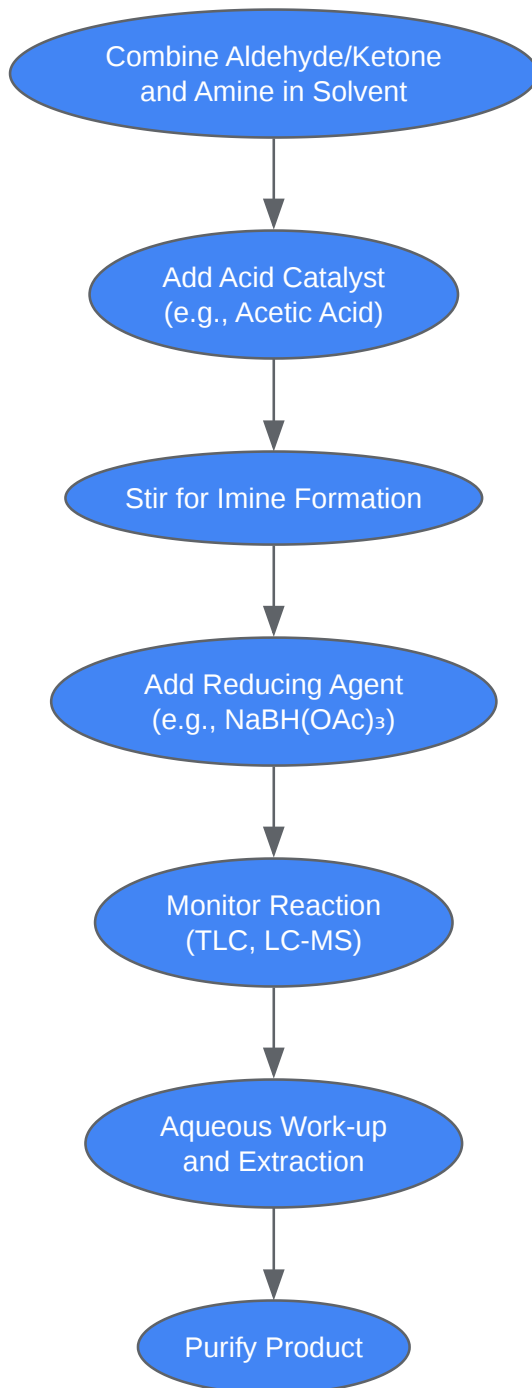 Combine Aldehyde/Ketone
and Amine in Solvent
Add Acid Catalyst
(e.g., Acetic Acid)
Stir for Imine Formation
Add Reducing Agent
(e.g., NaBH(OAc)₃)
Monitor Reaction
(TLC, LC-MS)
Aqueous Work-up
and Extraction
Purify Product